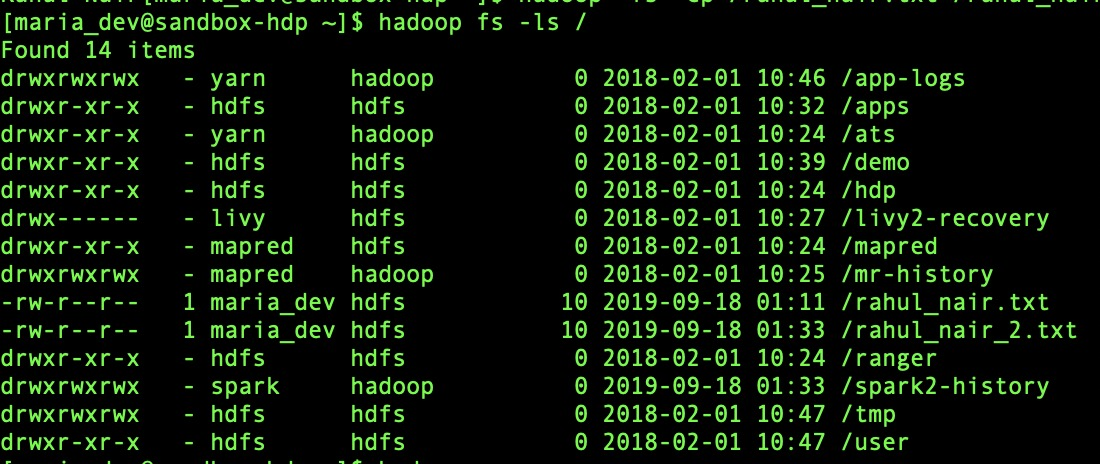 [maria_dev@sandbox-hdp ~]$ hadoop fs -ls /
Found 14 items
drwxrwxrwx   - yarn      hadoop          0 2018-02-01 10:46 /app-logs
drwxr-xr-x   - hdfs      hdfs            0 2018-02-01 10:32 /apps
drwxr-xr-x   - yarn      hadoop          0 2018-02-01 10:24 /ats
drwxr-xr-x   - hdfs      hdfs            0 2018-02-01 10:39 /demo
drwxr-xr-x   - hdfs      hdfs            0 2018-02-01 10:24 /hdp
drwx------   - livy      hdfs            0 2018-02-01 10:27 /livy2-recovery
drwxr-xr-x   - mapred    hdfs            0 2018-02-01 10:24 /mapred
drwxrwxrwx   - mapred    hadoop          0 2018-02-01 10:25 /mr-history
-rw-r--r--   1 maria_dev hdfs           10 2019-09-18 01:11 /rahul_nair.txt
-rw-r--r--   1 maria_dev hdfs           10 2019-09-18 01:33 /rahul_nair_2.txt
drwxr-xr-x   - hdfs      hdfs            0 2018-02-01 10:24 /ranger
drwxrwxrwx   - spark     hadoop          0 2019-09-18 01:33 /spark2-history
drwxrwxrwx   - hdfs      hdfs            0 2018-02-01 10:47 /tmp
drwxr-xr-x   - hdfs      hdfs            0 2018-02-01 10:47 /user